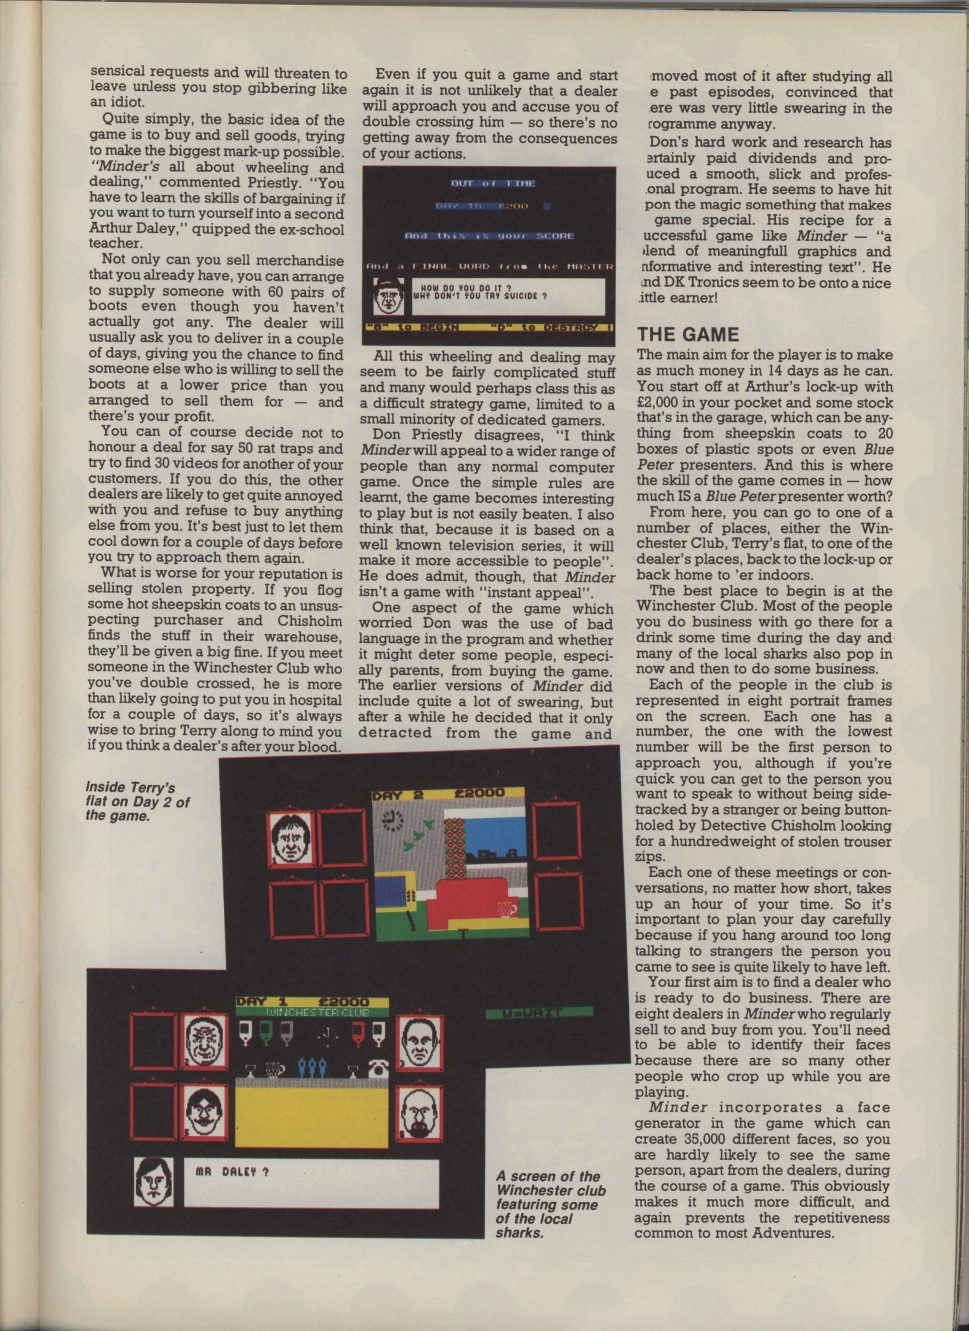 sensical requests and will threaten to
leave unless you stop gibbering like
an idiot.
Quite simply, the basic idea of the
game is to buy and sell goods, trying
to make the biggest mark-up possible.
"Minder's all about wheeling and
dealing," commented Priestly. "You
have to learn the skills of bargaining if
you want to turn yourself into a second
Arthur Daley," quipped the ex-school
teacher.
Not only can you sell merchandise
that you already have, you can arrange
to supply someone with 60 pairs of
boots even though you haven't
actually got any. The dealer will
usually ask you to deliver in a couple
of days, giving you the chance to find
someone else who is willing to sell the
boots at a lower price than you
arranged to sell them for — and
there's your profit.
You can of course decide not to
honour a deal for say 50 rat traps and
try to find 30 videos for another of your
customers. If you do this, the other
dealers are likely to get quite annoyed
with you and refuse to buy anything
else from you. It's best just to let them
cool down for a couple of days before
you try to approach them again.
What is worse for your reputation is
selling stolen property. If you flog
some hot sheepskin coats to an unsus-
pecting purchaser and Chisholm
finds the stuff in their warehouse,
they'll be given a big fine. If you meet
someone in the Winchester Club who
you've double crossed, he is more
than likely going to put you in hospital
for a couple of days, so it's always
wise to bring Terry along to mind you
if you think a dealer's after your blood.
Even if you quit a game and start
again it is not unlikely that a dealer
will approach you and accuse you of
double crossing him — so there's no
getting away from the consequences
of your actions.
OUT of TIME
DAY 15 £200
And this is your SCORE
And a FINAL WORD from the MASTER
HOW DO YOU DO IT ?
WHY DON'T YOU TRY SUICIDE ?
"B" to BEGIN "D" to DESTROY !
All this wheeling and dealing may
seem to be fairly complicated stuff
and many would perhaps class this as
a difficult strategy game, limited to a
small minority of dedicated gamers.
Don Priestly disagrees, "I think
Minder will appeal to a wider range of
people than any normal computer
game. Once the simple rules are
learnt, the game becomes interesting
to play but is not easily beaten. I also
think that, because it is based on a
well known television series, it will
make it more accessible to people".
He does admit, though, that Minder
isn't a game with "instant appeal".
One aspect of the game which
worried Don was the use of bad
language in the program and whether
it might deter some people, especi-
ally parents, from buying the game.
The earlier versions of Minder did
include quite a lot of swearing, but
after a while he decided that it only
detracted from the game and
moved most of it after studying all
e past episodes, convinced that
ere was very little swearing in the
rogramme anyway.
Don's hard work and research has
ertainly paid dividends and pro-
uced a smooth, slick and profes-
onal program. He seems to have hit
pon the magic something that makes
game special. His recipe for a
uccessful game like Minder — "a
lend of meaningfull graphics and
nformative and interesting text". He
nd DK Tronics seem to be onto a nice
ittle earner!
THE GAME
The main aim for the player is to make
as much money in 14 days as he can.
You start off at Arthur's lock-up with
£2,000 in your pocket and some stock
that's in the garage, which can be any-
thing from sheepskin coats to 20
boxes of plastic spots or even Blue
Peter presenters. And this is where
the skill of the game comes in — how
much IS a Blue Peter presenter worth?
From here, you can go to one of a
number of places, either the Win-
chester Club, Terry's flat, to one of the
dealer's places, back to the lock-up or
back home to 'er indoors.
The best place to begin is at the
Winchester Club. Most of the people
you do business with go there for a
drink some time during the day and
many of the local sharks also pop in
now and then to do some business.
Each of the people in the club is
represented in eight portrait frames
on the screen. Each one has a
number, the one with the lowest
number will be the first person to
approach you, although if you're
quick you can get to the person you
want to speak to without being side-
tracked by a stranger or being button-
holed by Detective Chisholm looking
for a hundredweight of stolen trouser
zips.
Each one of these meetings or con-
versations, no matter how short, takes
up an hour of your time. So it's
important to plan your day carefully
because if you hang around too long
talking to strangers the person you
came to see is quite likely to have left.
Your first aim is to find a dealer who
is ready to do business. There are
eight dealers in Minder who regularly
sell to and buy from you. You'll need
to be able to identify their faces
because there are so many other
people who crop up while you are
playing.
Minder incorporates a face
generator in the game which can
create 35,000 different faces, so you
are hardly likely to see the same
person, apart from the dealers, during
the course of a game. This obviously
makes it much more difficult, and
again prevents the repetitiveness
common to most Adventures.
Inside Terry's
flat on Day 2 of
the game.
DAY 2 £2000
W=WAIT
DAY 1 £2000
WINCHESTER CLUB
MR DALEY ?
A screen of the
Winchester club
featuring some
of the local
sharks.